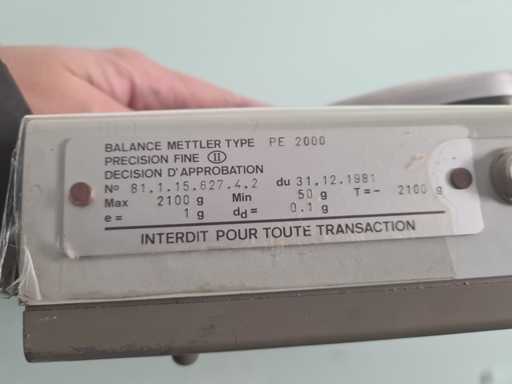 BALANCE METTLER TYPE PE 2000
PRECISION FINE II
DECISION D'APPROBATION
No 81.1.15.627.4.2 du 31.12.1981
Max 2100 g Min 50 g T=- 2100 g
e = 1 g dd = 0.1 g
INTERDIT POUR TOUTE TRANSACTION